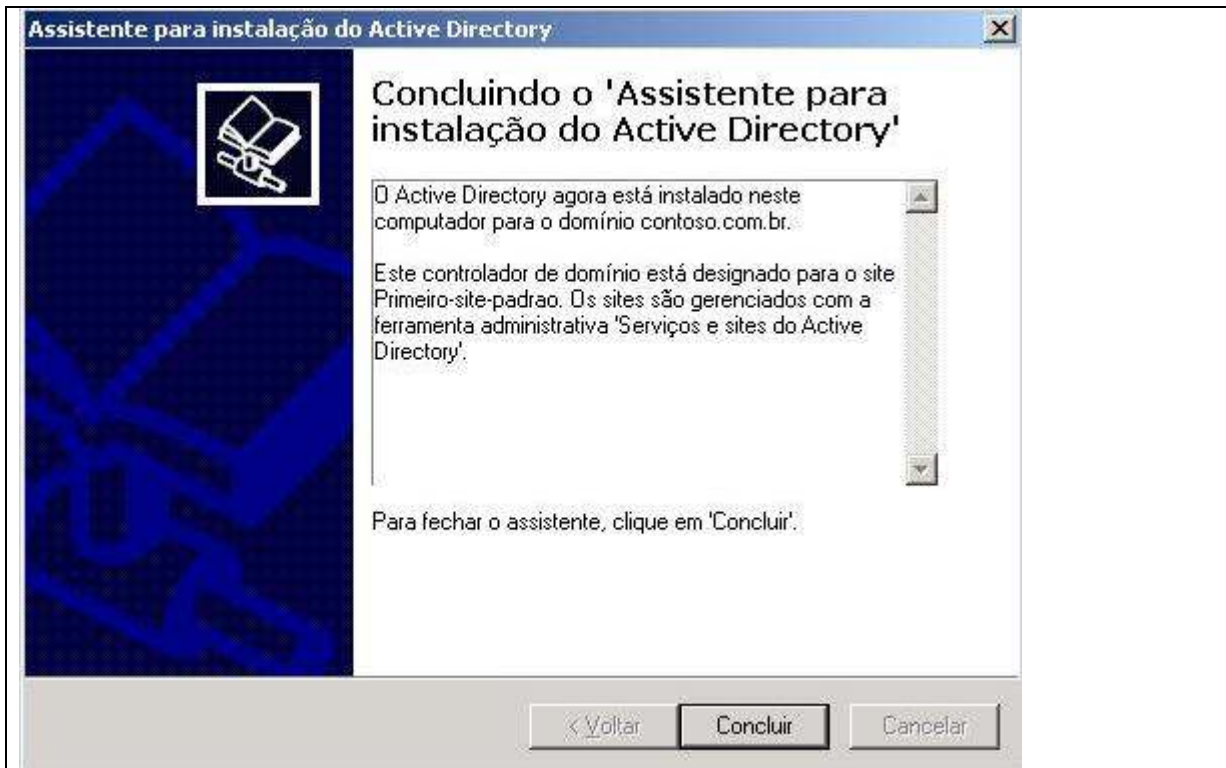 Assistente para instalação do Active Directory
Concluindo o 'Assistente para
instalação do Active Directory'
O Active Directory agora está instalado neste
computador para o domínio contoso.com.br.
Este controlador de domínio está designado para o site
Primeiro-site-padrao. Os sites são gerenciados com a
ferramenta administrativa 'Serviços e sites do Active
Directory'.
Para fechar o assistente, clique em 'Concluir'.
< Voltar
Concluir
Cancelar